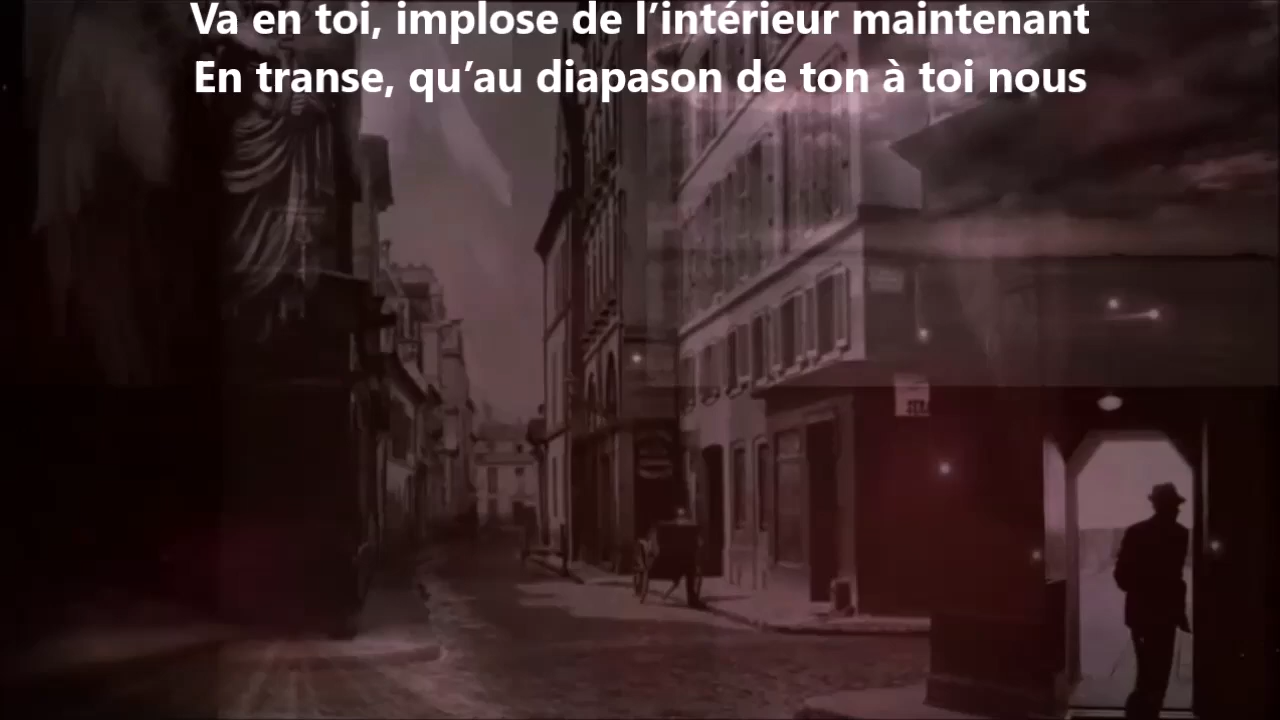 Va en toi, implose de l’intérieur maintenant
En transe, qu’au diapason de ton à toi nous